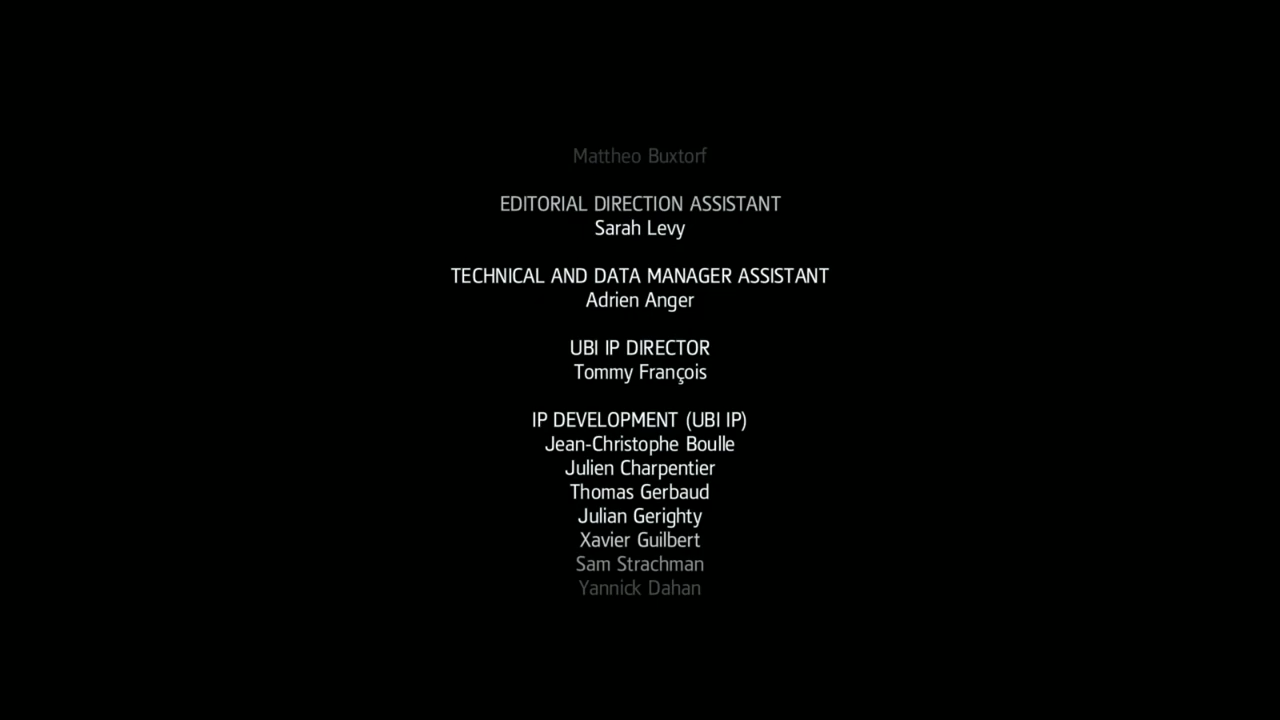 Mattheo Buxtorf
EDITORIAL DIRECTION ASSISTANT
Sarah Levy
TECHNICAL AND DATA MANAGER ASSISTANT
Adrien Anger
UBI IP DIRECTOR
Tommy François
IP DEVELOPMENT (UBI IP)
Jean-Christophe Boulle
Julien Charpentier
Thomas Gerbaud
Julian Gerighty
Xavier Guilbert
Sam Strachman
Yannick Dahan